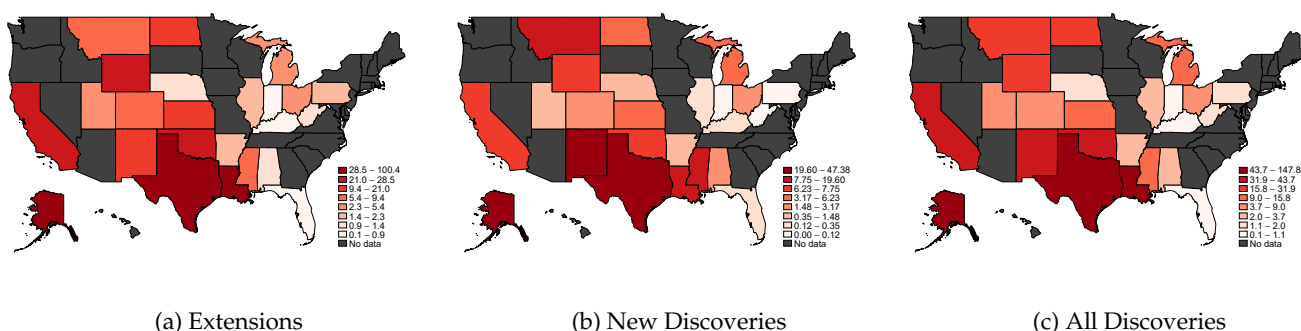 28.5 − 100.4
21.0 − 28.5
9.4 − 21.0
5.4 − 9.4
2.3 − 5.4
1.4 − 2.3
0.9 − 1.4
0.1 − 0.9
No data
(a) Extensions
19.60 − 47.38
7.75 − 19.60
6.23 − 7.75
3.17 − 6.23
1.48 − 3.17
0.35 − 1.48
0.12 − 0.35
0.00 − 0.12
No data
(b) New Discoveries
43.7 − 147.8
31.9 − 43.7
15.8 − 31.9
9.0 − 15.8
3.7 − 9.0
2.0 − 3.7
1.1 − 2.0
0.1 − 1.1
No data
(c) All Discoveries